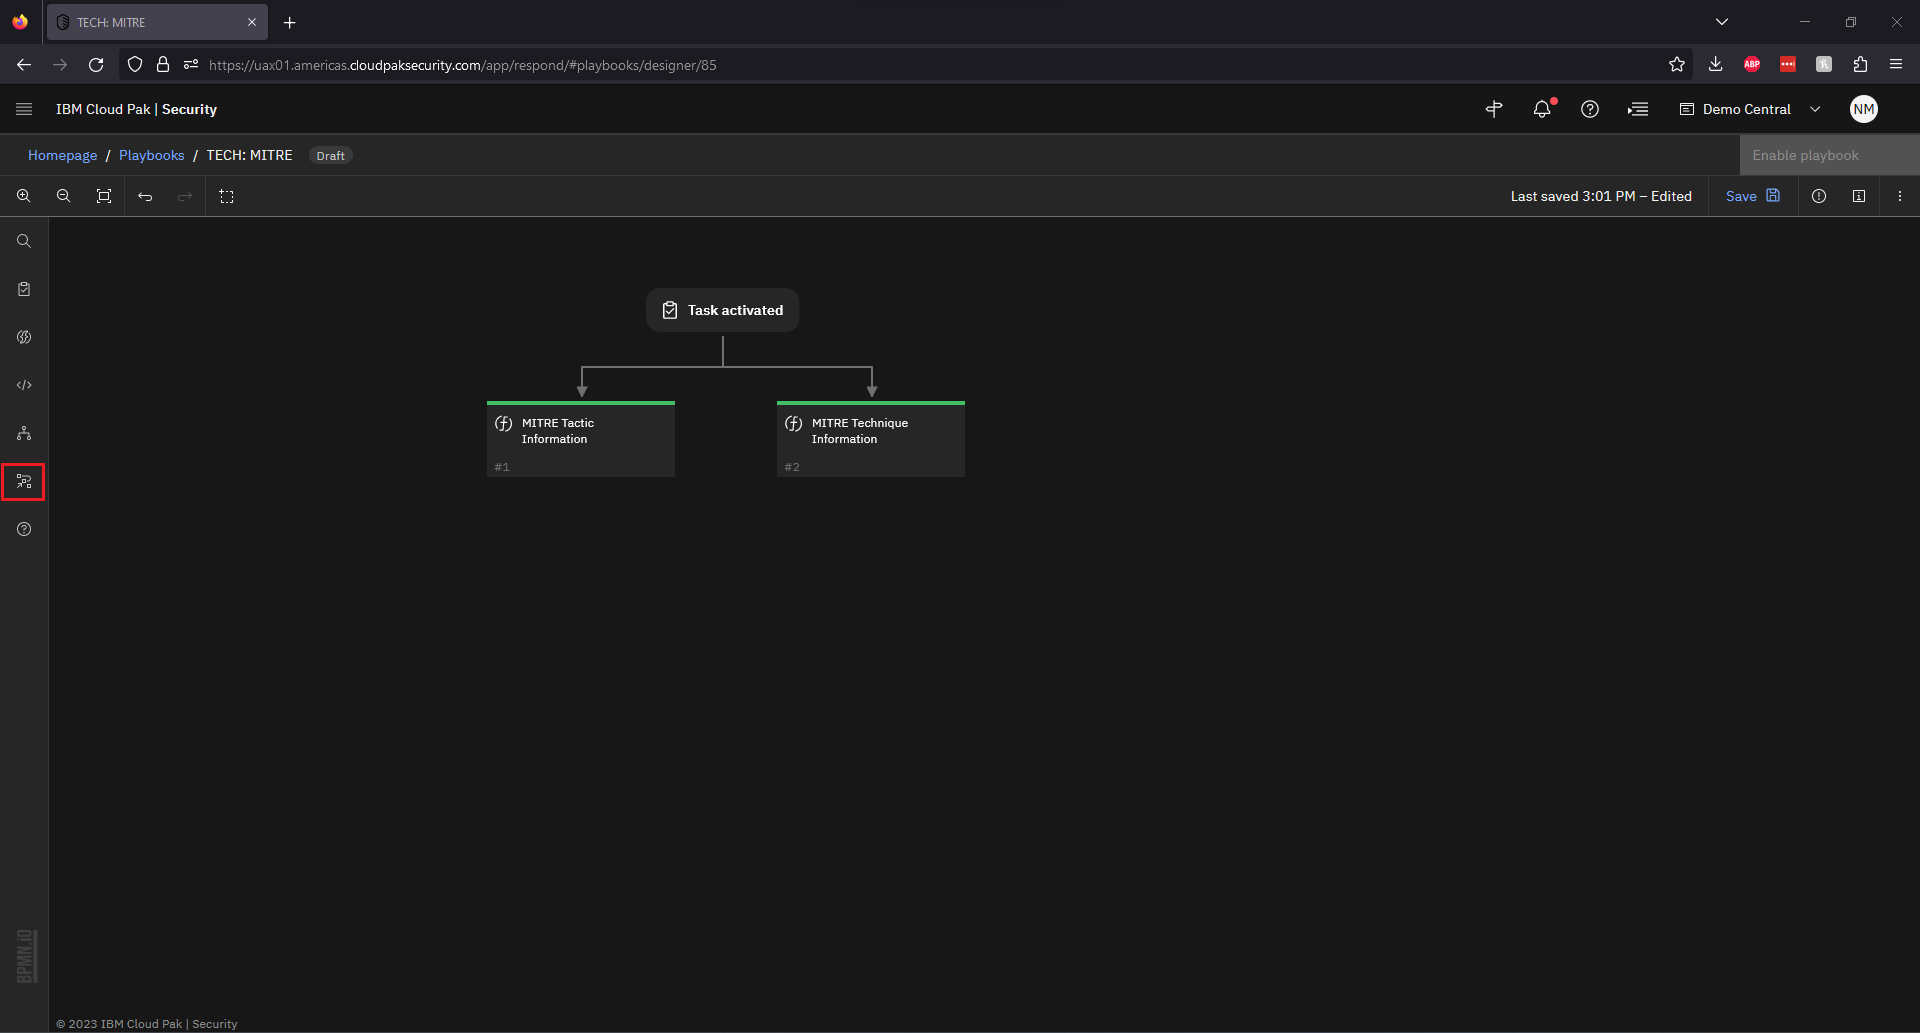 TECH: MITRE
https://uax01.americas.cloudpaksecurity.com/app/respond/#playbooks/designer/85
ABP
IBM Cloud Pak | Security
Demo Central
NM
Homepage / Playbooks / TECH: MITRE Draft
Enable playbook
Last saved 3:01 PM – Edited
Save
Task activated
MITRE Tactic
Information
#1
MITRE Technique
Information
#2
BPMN.iO
© 2023 IBM Cloud Pak | Security